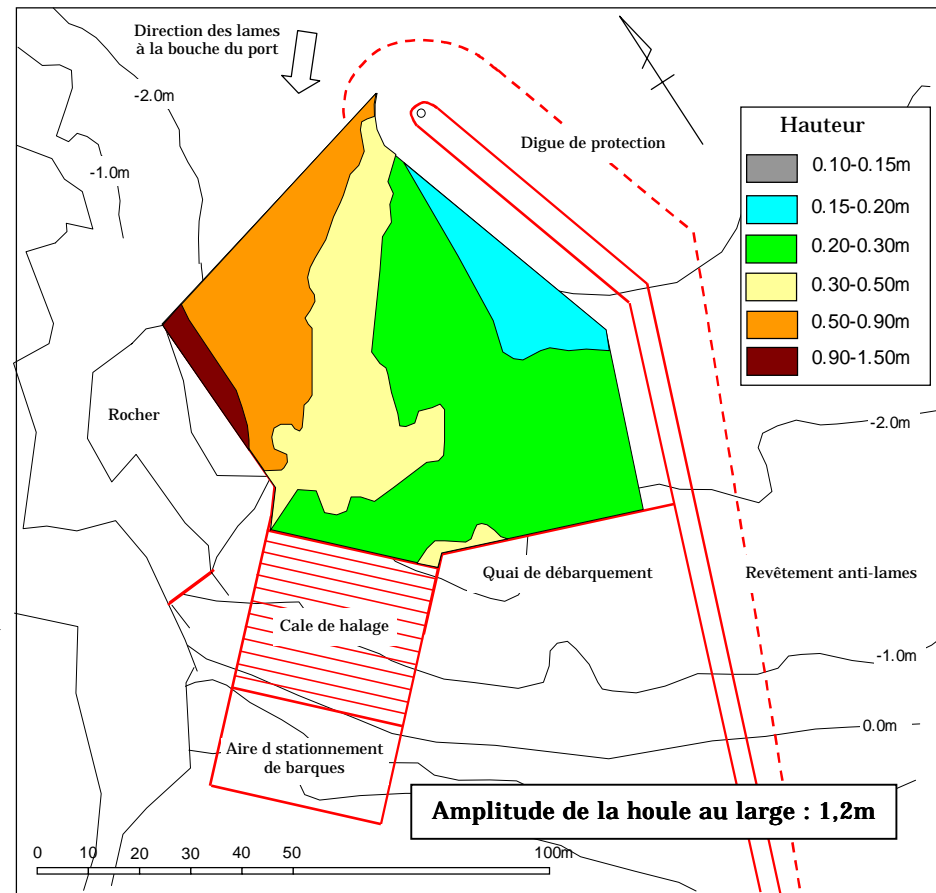 Direction des lames
à la bouche du port
-2.0m
-1.0m
Digue de protection
Hauteur
0.10-0.15m
0.15-0.20m
0.20-0.30m
0.30-0.50m
0.50-0.90m
0.90-1.50m
Rocher
-2.0m
Quai de débarquement
Revêtement anti-lames
Cale de halage
-1.0m
0.0m
Aire d stationnement
de barques
Amplitude de la houle au large : 1,2m
0 10 20 30 40 50 100m